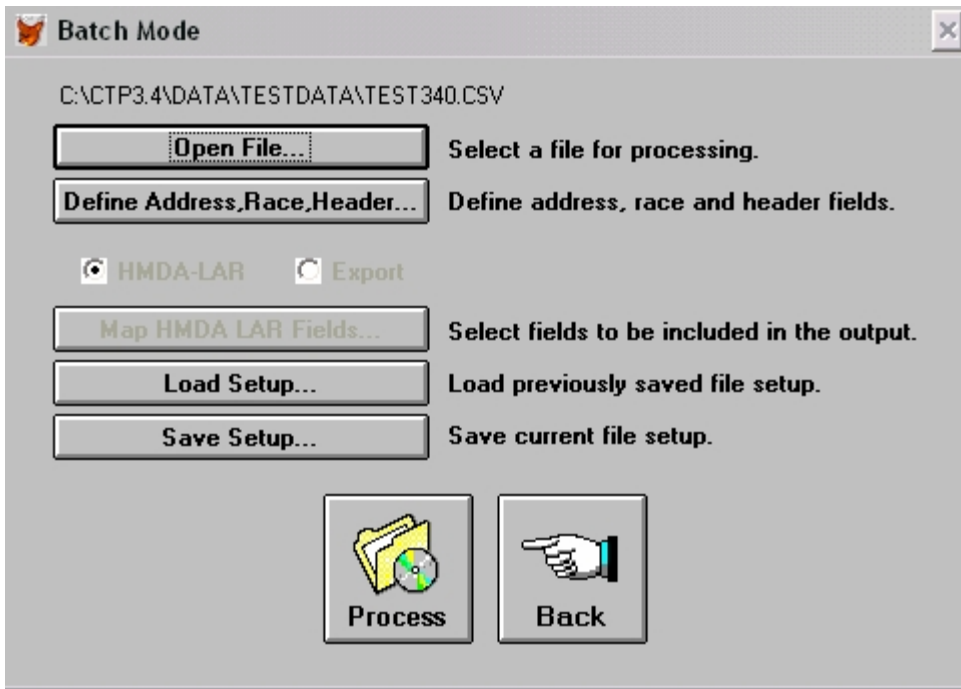 Batch Mode
C:\CTP3.4\DATA\TESTDATA\TEST340.CSV
Open File... Select a file for processing.
Define Address,Race,Header... Define address, race and header fields.
HMDA-LAR Export
Map HMDA LAR Fields... Select fields to be included in the output.
Load Setup... Load previously saved file setup.
Save Setup... Save current file setup.
Process Back